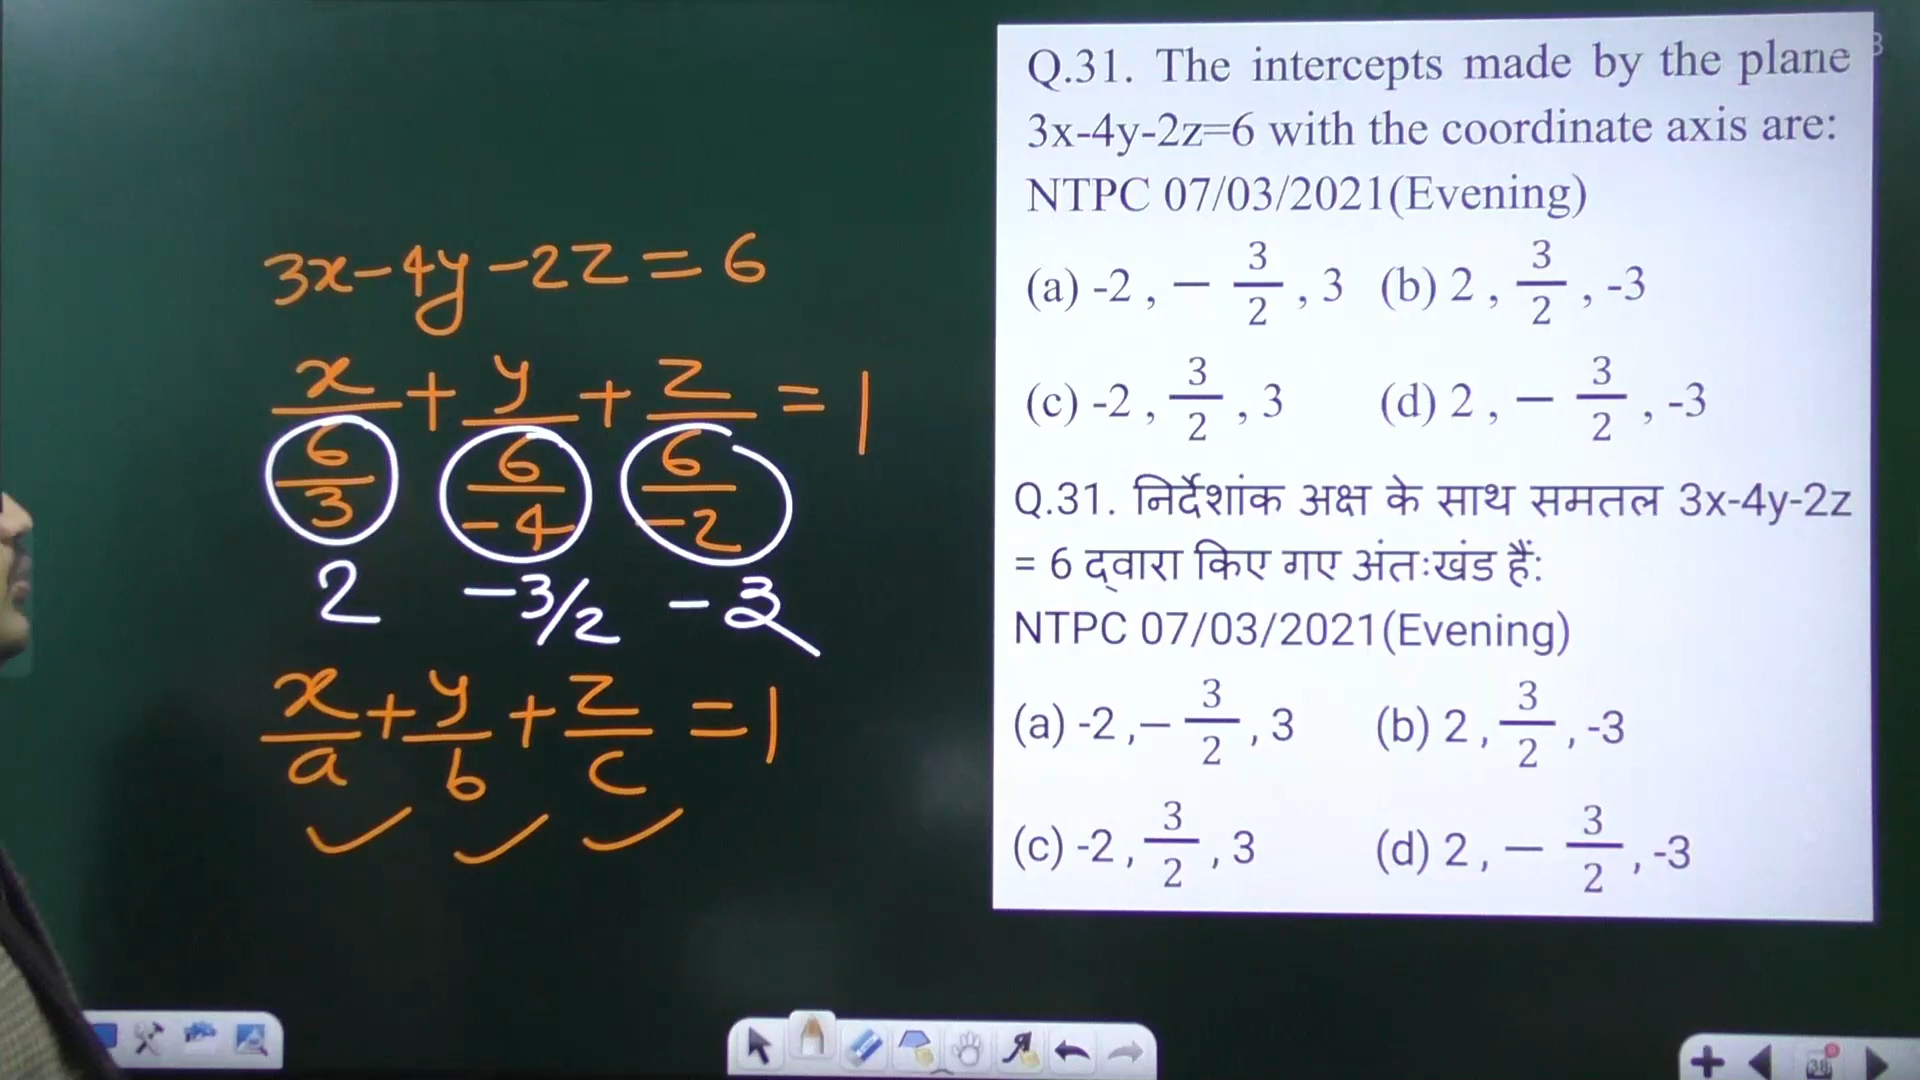 3x-4y-2z=6
x/(6/3) + y/(6/-4) + z/(6/-2) = 1
2 -3/2 -3
x/a + y/b + z/c = 1
Q.31. The intercepts made by the plane
3x-4y-2z=6 with the coordinate axis are:
NTPC 07/03/2021(Evening)
(a) -2 , - 3/2 , 3 (b) 2 , 3/2 , -3
(c) -2 , 3/2 , 3 (d) 2 , - 3/2 , -3
Q.31. निर्देशांक अक्ष के साथ समतल 3x-4y-2z
= 6 द्वारा किए गए अंतःखंड हैं:
NTPC 07/03/2021(Evening)
(a) -2 ,- 3/2 , 3 (b) 2 , 3/2 , -3
(c) -2 , 3/2 , 3 (d) 2 , - 3/2 , -3